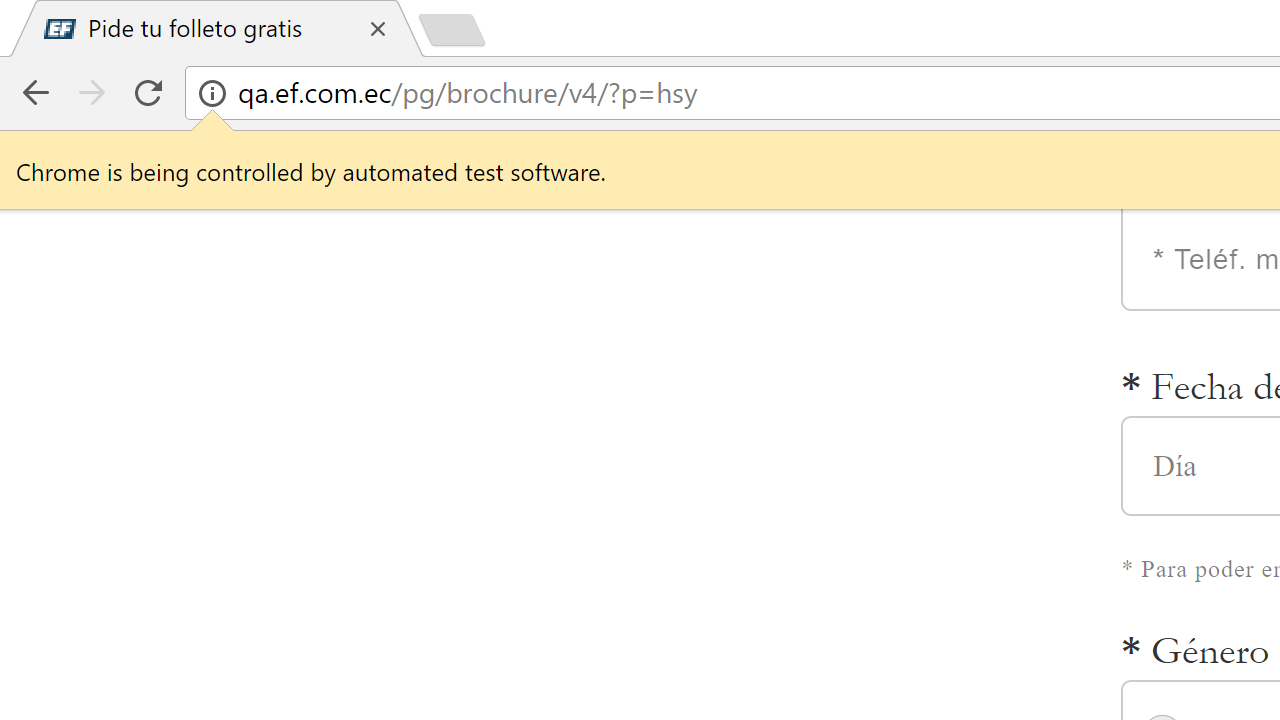 EF Pide tu folleto gratis
qa.ef.com.ec/pg/brochure/v4/?p=hsy
Chrome is being controlled by automated test software.
* Teléf. m
* Fecha de
Día
* Para poder
* Género